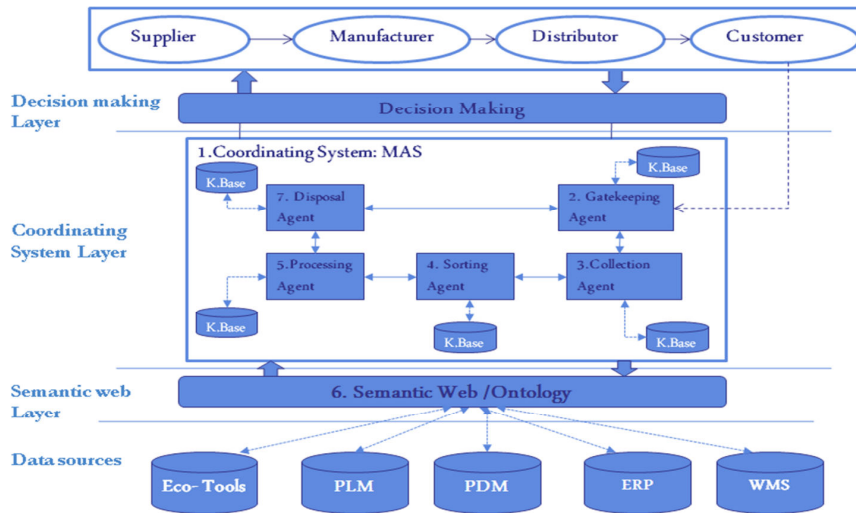 Supplier
Manufacturer
Distributor
Customer
Decision making
Layer
Decision Making
1.Coordinating System: MAS
K.Base
K.Base
7. Disposal
Agent
2. Gatekeeping
Agent
Coordinating
System Layer
5.Processing
Agent
4. Sorting
Agent
3.Collection
Agent
K.Base
K.Base
K.Base
Semantic web
Layer
6. Semantic Web /Ontology
Data sources
Eco- Tools
PLM
PDM
ERP
WMS